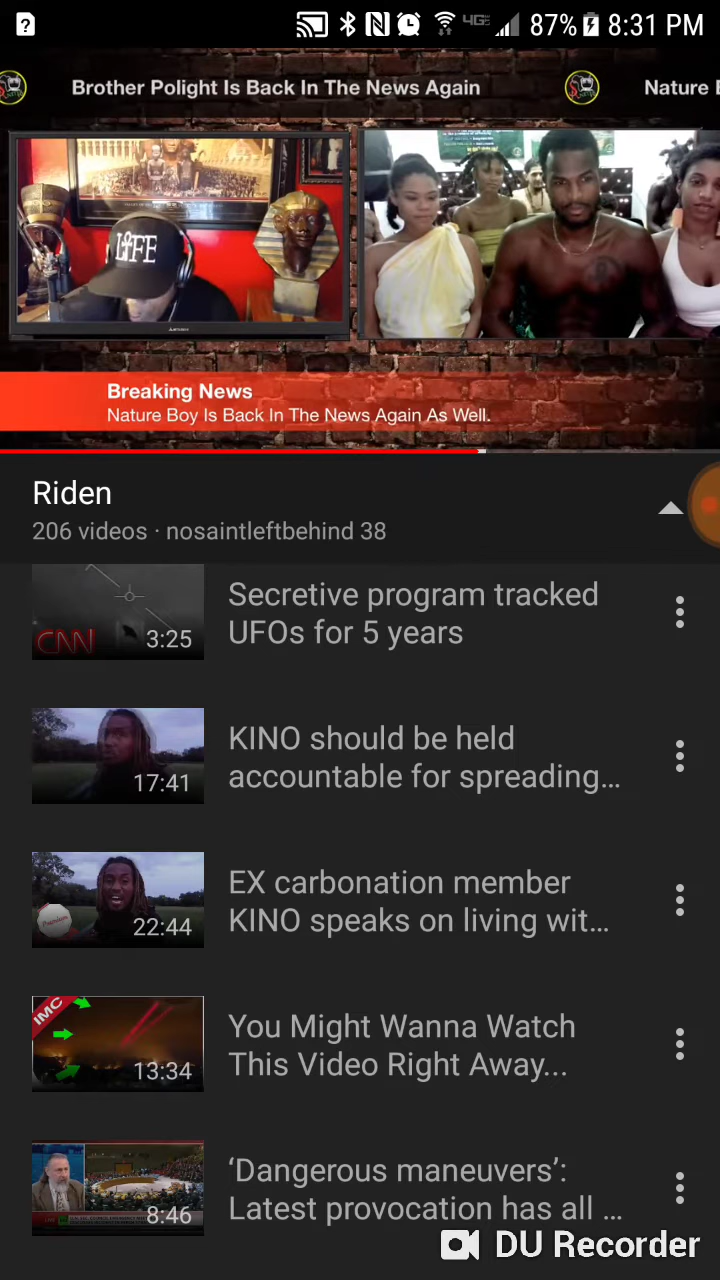 4G 87% 8:31 PM
Brother Polight Is Back In The News Again
Nature
LIFE
Breaking News
Nature Boy Is Back In The News Again As Well.
Riden
206 videos · nosaintleftbehind 38
Secretive program tracked
UFOs for 5 years
CNN
3:25
KINO should be held
accountable for spreading...
17:41
EX carbonation member
KINO speaks on living wit...
Premium
22:44
You Might Wanna Watch
This Video Right Away...
IMC
13:34
‘Dangerous maneuvers’:
Latest provocation has all ...
8:46
DU Recorder